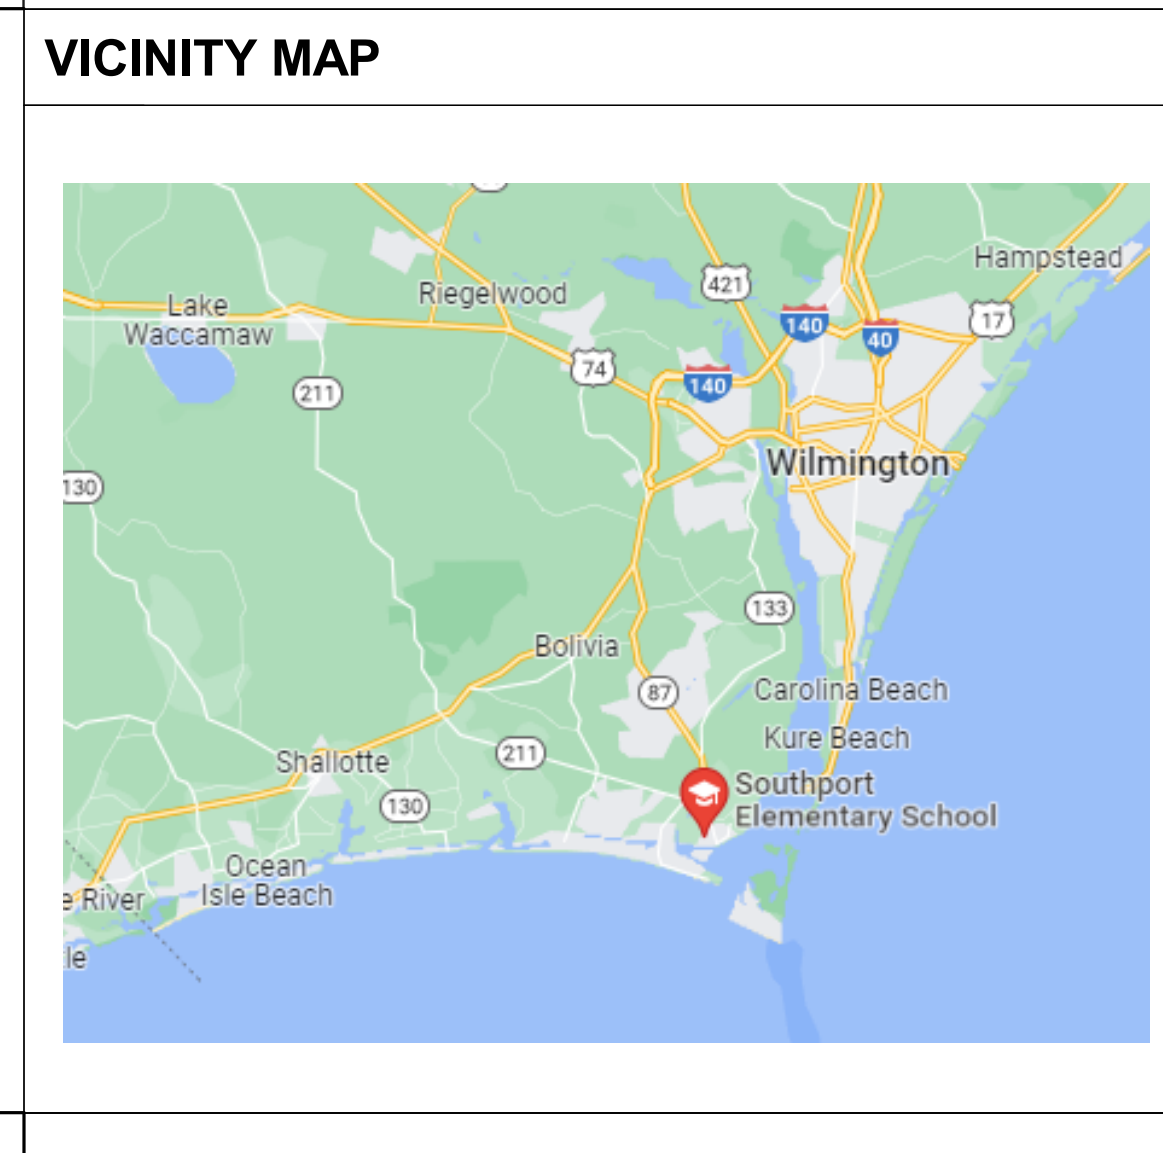 VICINITY MAP
Hampstead
421
Riegelwood
Lake
Waccamaw
17
140
40
74
140
211
Wilmington
130
133
Bolivia
87
Carolina Beach
Kure Beach
211
Shallotte
Southport
Elementary School
130
Ocean
Isle Beach
e River
le